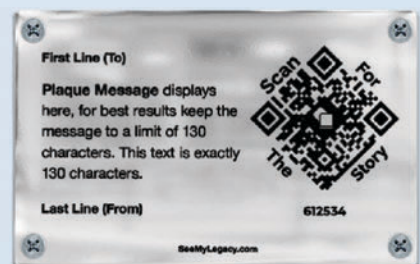 First Line (To)
Plaque Message displays
here, for best results keep the
message to a limit of 130
characters. This text is exactly
130 characters.
Last Line (From)
Scan For
The Story
612534
SeeMyLegacy.com